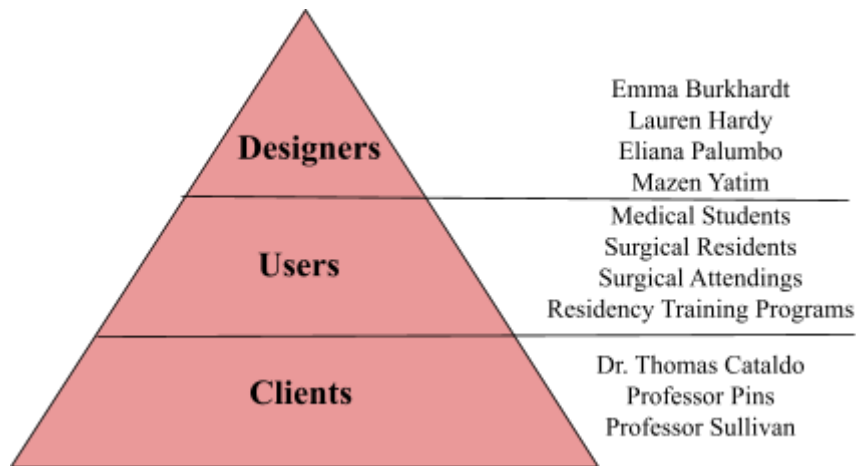 Emma Burkhardt
Lauren Hardy
Designers
Eliana Palumbo
Mazen Yatim
Medical Students
Surgical Residents
Users
Surgical Attendings
Residency Training Programs
Dr. Thomas Cataldo
Clients
Professor Pins
Professor Sullivan